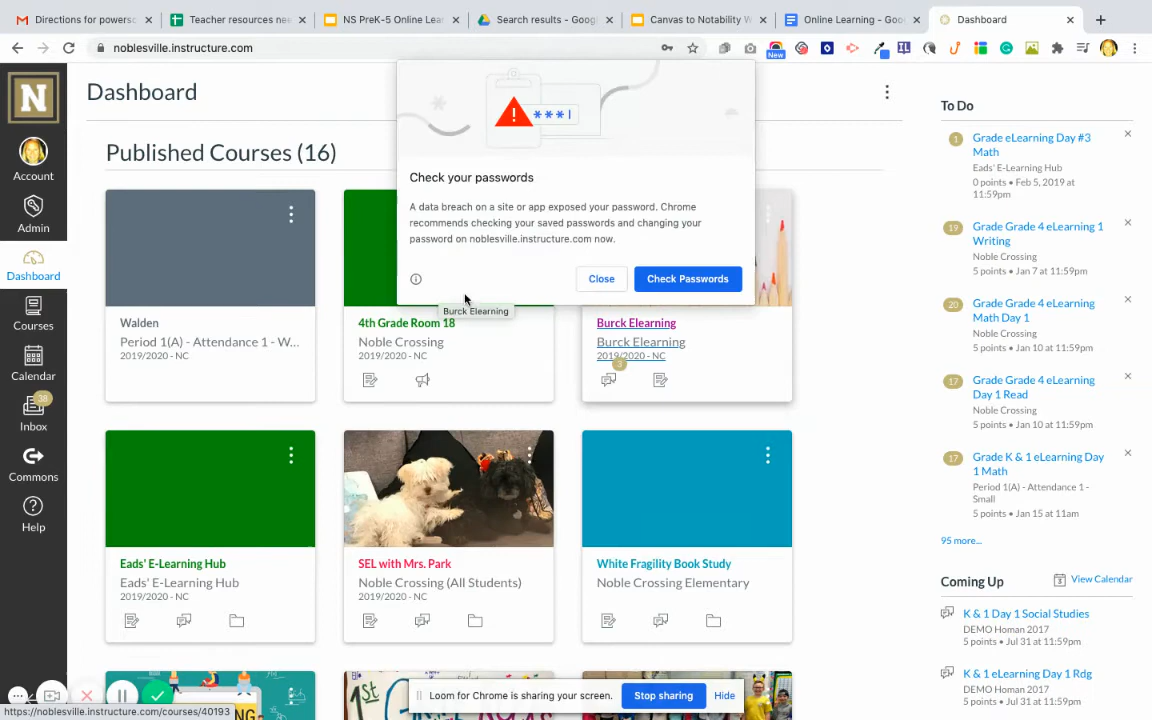 Directions for powersc
Teacher resources nee
NS PreK-5 Online Lear
Search results - Goog
Canvas to Notability W
Online Learning - Goo
Dashboard
noblesville.instructure.com
New
N
Account
Admin
Dashboard
Courses
Calendar
38
Inbox
Commons
Help
Dashboard
Published Courses (16)
***|
Check your passwords
A data breach on a site or app exposed your password. Chrome
recommends checking your saved passwords and changing your
password on noblesville.instructure.com now.
Close
Check Passwords
Burck Elearning
Walden
Period 1(A) - Attendance 1 - W...
2019/2020 - NC
4th Grade Room 18
Noble Crossing
2019/2020 - NC
Burck Elearning
Burck Elearning
2019/2020 - NC
3
Eads' E-Learning Hub
Eads' E-Learning Hub
2019/2020 - NC
SEL with Mrs. Park
Noble Crossing (All Students)
2019/2020 - NC
White Fragility Book Study
Noble Crossing Elementary
To Do
1
Grade eLearning Day #3
Math
Eads' E-Learning Hub
0 points • Feb 5, 2019 at
11:59pm
19
Grade Grade 4 eLearning 1
Writing
Noble Crossing
5 points • Jan 7 at 11:59pm
20
Grade Grade 4 eLearning
Math Day 1
Noble Crossing
5 points • Jan 10 at 11:59pm
17
Grade Grade 4 eLearning
Day 1 Read
Noble Crossing
5 points • Jan 10 at 11:59pm
17
Grade K & 1 eLearning Day
1 Math
Period 1(A) - Attendance 1 -
Small
5 points • Jan 15 at 11am
95 more...
Coming Up
View Calendar
K & 1 Day 1 Social Studies
DEMO Homan 2017
5 points • Jul 31 at 11:59pm
K & 1 eLearning Day 1 Rdg
DEMO Homan 2017
5 points • Jul 31 at 11:59pm
Loom for Chrome is sharing your screen.
Stop sharing
Hide
https://noblesville.instructure.com/courses/40193